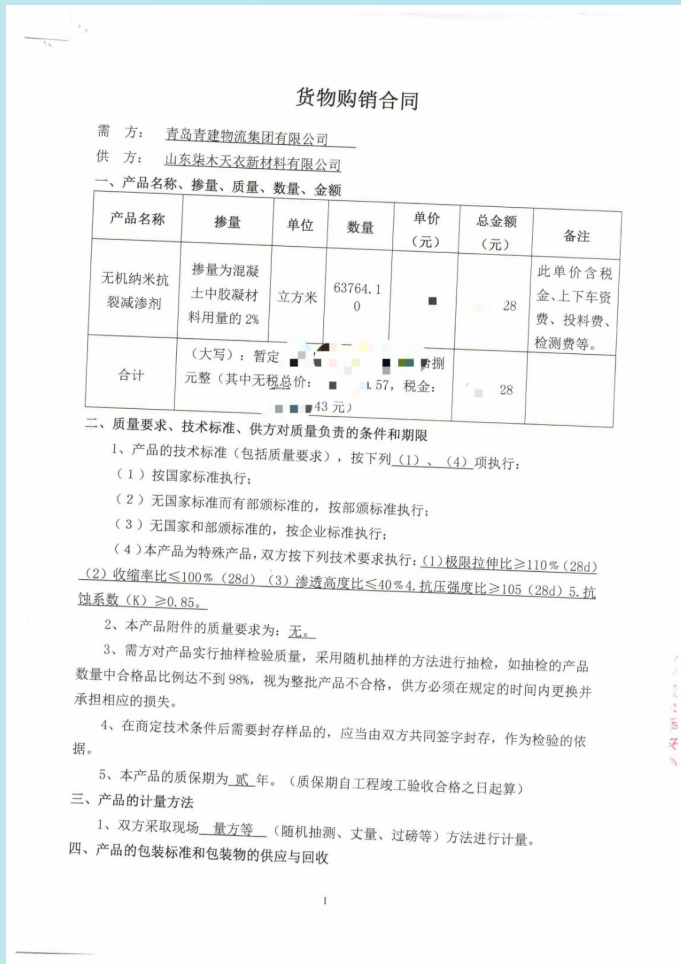 货物购销合同
需 方： 青岛青建物流集团有限公司
供 方： 山东柒木天衣新材料有限公司
一、产品名称、掺量、质量、数量、金额
产品名称 掺量 单位 数量 单价（元） 总金额（元） 备注
无机纳米抗裂减渗剂 掺量为混凝土中胶凝材料用量的 2% 立方米 63764.10 28 此单价含税金、上下车资费、投料费、检测费等。
合计 （大写）：暂定 捌
元整（其中无税总价： .57，税金： 28
43 元）
二、质量要求、技术标准、供方对质量负责的条件和期限
1、产品的技术标准（包括质量要求），按下列（1）、（4）项执行：
（1）按国家标准执行；
（2）无国家标准而有部颁标准的，按部颁标准执行；
（3）无国家和部颁标准的，按企业标准执行；
（4）本产品为特殊产品，双方按下列技术要求执行：（1）极限拉伸比≥110%（28d）
（2）收缩率比≤100%（28d）（3）渗透高度比≤40%4.抗压强度比≥105（28d）5.抗
蚀系数（K）≥0.85。
2、本产品附件的质量要求为：无。
3、需方对产品实行抽样检验质量，采用随机抽样的方法进行抽检，如抽检的产品
数量中合格品比例达不到 98%，视为整批产品不合格，供方必须在规定的时间内更换并
承担相应的损失。
4、在商定技术条件后需要封存样品的，应当由双方共同签字封存，作为检验的依
据。
5、本产品的质保期为 贰 年。（质保期自工程竣工验收合格之日起算）
三、产品的计量方法
1、双方采取现场 量方等 （随机抽测、丈量、过磅等）方法进行计量。
四、产品的包装标准和包装物的供应与回收
1